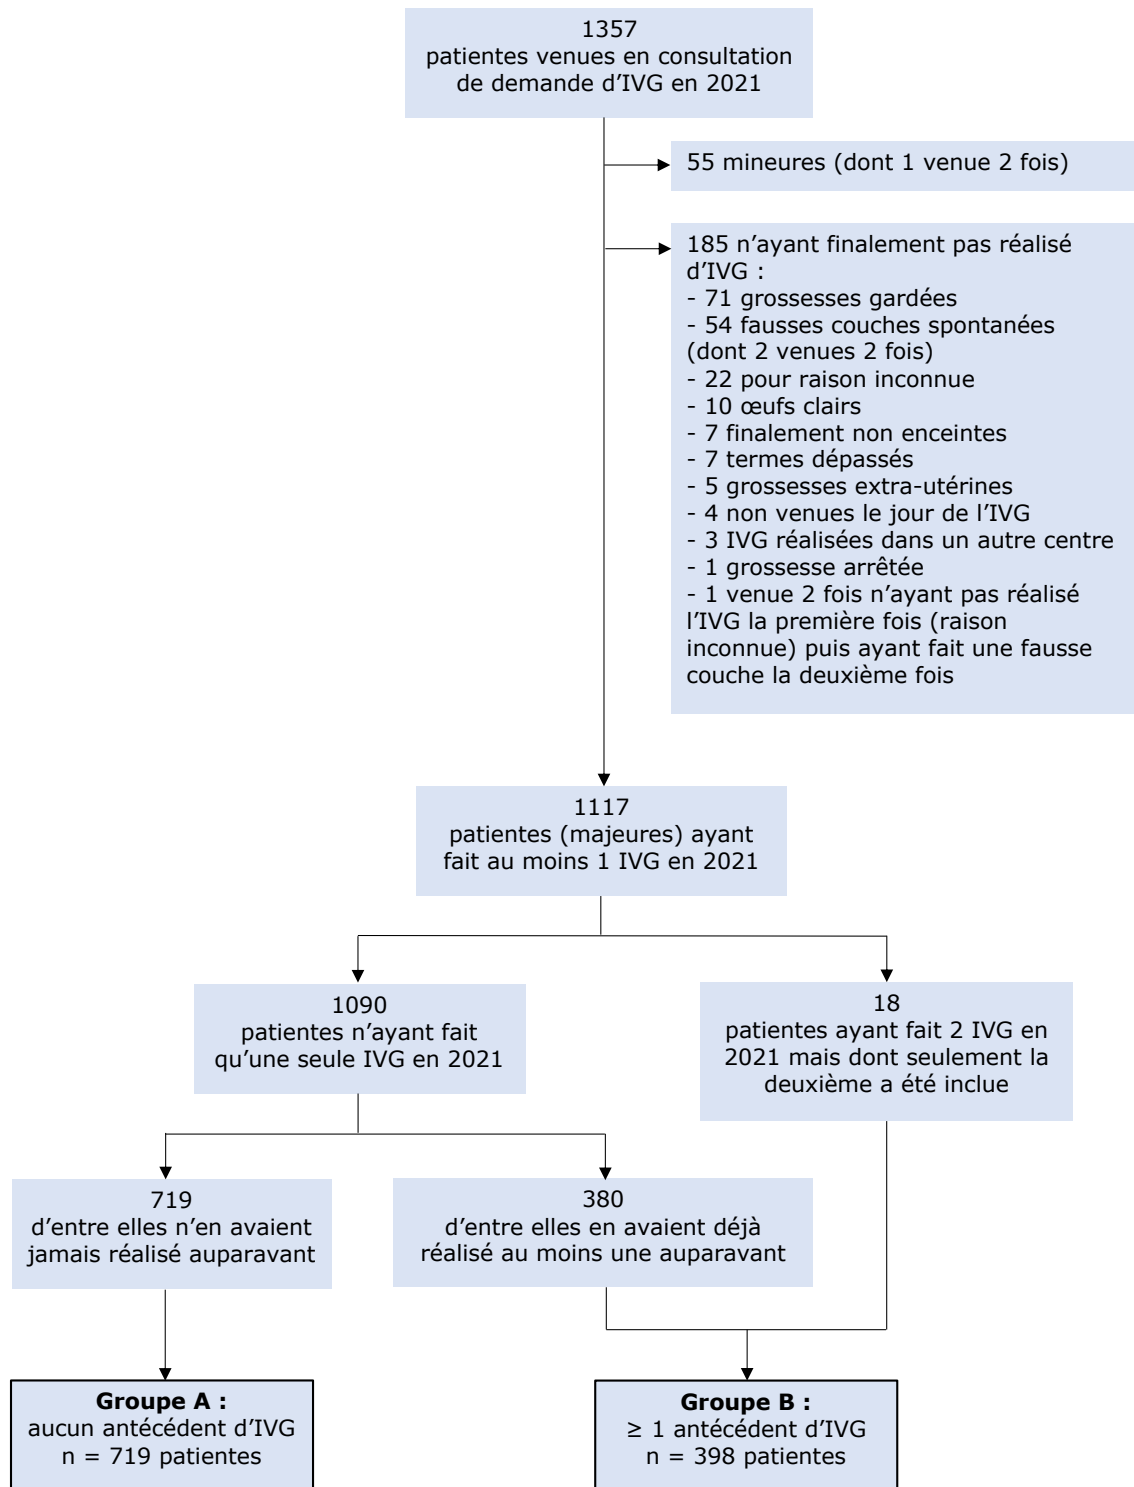 1357
patientes venues en consultation
de demande d’IVG en 2021
55 mineures (dont 1 venue 2 fois)
185 n’ayant finalement pas réalisé
d’IVG :
- 71 grossesses gardées
- 54 fausses couches spontanées
(dont 2 venues 2 fois)
- 22 pour raison inconnue
- 10 œufs clairs
- 7 finalement non enceintes
- 7 termes dépassés
- 5 grossesses extra-utérines
- 4 non venues le jour de l’IVG
- 3 IVG réalisées dans un autre centre
- 1 grossesse arrêtée
- 1 venue 2 fois n’ayant pas réalisé
l’IVG la première fois (raison
inconnue) puis ayant fait une fausse
couche la deuxième fois
1117
patientes (majeures) ayant
fait au moins 1 IVG en 2021
1090
patientes n’ayant fait
qu’une seule IVG en 2021
18
patientes ayant fait 2 IVG en
2021 mais dont seulement la
deuxième a été inclue
719
d’entre elles n’en avaient
jamais réalisé auparavant
380
d’entre elles en avaient déjà
réalisé au moins une auparavant
Groupe A :
aucun antécédent d’IVG
n = 719 patientes
Groupe B :
≥ 1 antécédent d’IVG
n = 398 patientes